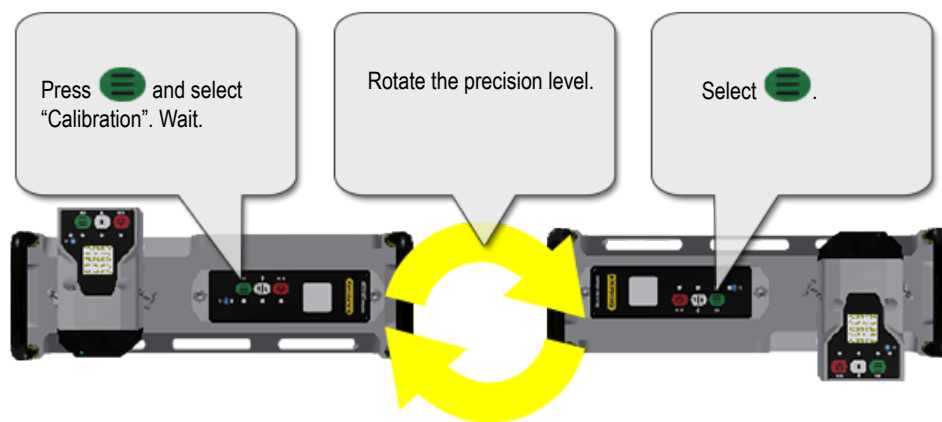 Press and select
“Calibration”. Wait.
Rotate the precision level.
Select .